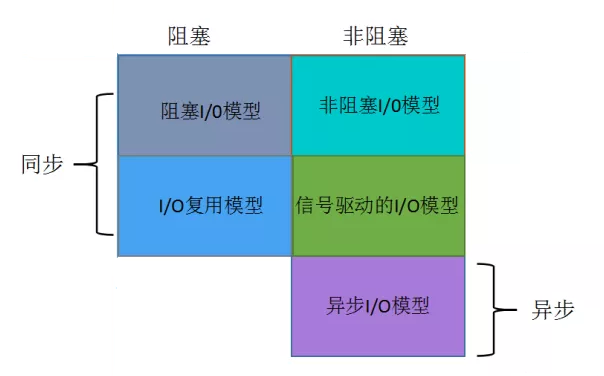 阻塞 非阻塞
阻塞I/0模型 非阻塞I/0模型
同步
I/O复用模型 信号驱动的I/O模型
异步I/O模型
异步